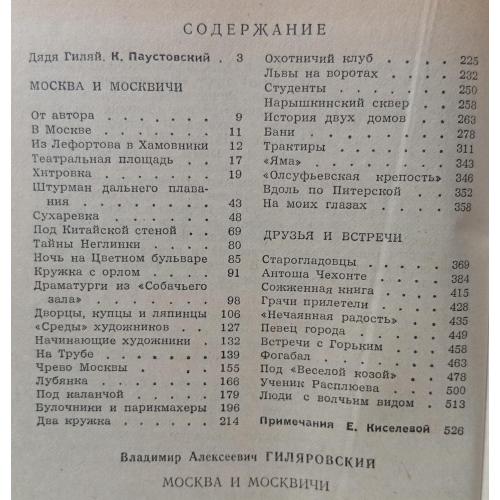 СОДЕРЖАНИЕ
Дядя Гиляй. К. Паустовский . 3
МОСКВА И МОСКВИЧИ
От автора . . . . . . . 9
В Москве . . . . . . . 11
Из Лефортова в Хамовники 12
Театральная площадь . . . 17
Хитровка . . . . . . . 19
Штурман дальнего плава-
ния . . . . . . . . 43
Сухаревка . . . . . . . 48
Под Китайской стеной . . 69
Тайны Неглинки . . . . 80
Ночь на Цветном бульваре 85
Кружка с орлом . . . . . 91
Драматурги из «Собачьего
зала» . . . . . . . 98
Дворцы, купцы и ляпинцы 106
«Среды» художников . . . 127
Начинающие художники . 132
На Трубе . . . . . . . 139
Чрево Москвы . . . . . 155
Лубянка . . . . . . . 166
Под каланчой . . . . . 179
Булочники и парикмахеры 196
Два кружка . . . . . . 214
Охотничий клуб . . . . 225
Львы на воротах . . . . 232
Студенты . . . . . . . 250
Нарышкинский сквер . . . 258
История двух домов . . . 263
Бани . . . . . . . . 278
Трактиры . . . . . . . 311
«Яма» . . . . . . . . 343
«Олсуфьевская крепость» 346
Вдоль по Питерской . . . 352
На моих глазах . . . . . 358
ДРУЗЬЯ И ВСТРЕЧИ
Старогладовцы . . . . . 369
Антоша Чехонте . . . . . 384
Сожженная книга . . . . 415
Грачи прилетели . . . . 428
«Нечаянная радость» . . . 435
Певец города . . . . . 449
Встречи с Горьким . . . . 458
Фогабал . . . . . . . 463
Под «Веселой козой» . . . 478
Ученик Расплюева . . . . 500
Люди с волчьим видом . . 513
Примечания Е. Киселевой 526
Владимир Алексеевич ГИЛЯРОВСКИЙ
МОСКВА И МОСКВИЧИ